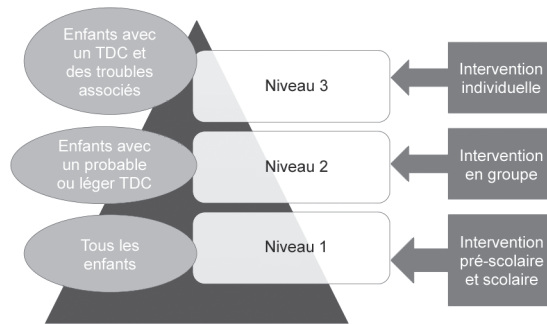 Enfants avec
un TDC et
des troubles
associés
Niveau 3
Intervention
individuelle
Enfants avec
un probable
ou léger TDC
Niveau 2
Intervention
en groupe
Tous les
enfants
Niveau 1
Intervention
pré-scolaire
et scolaire